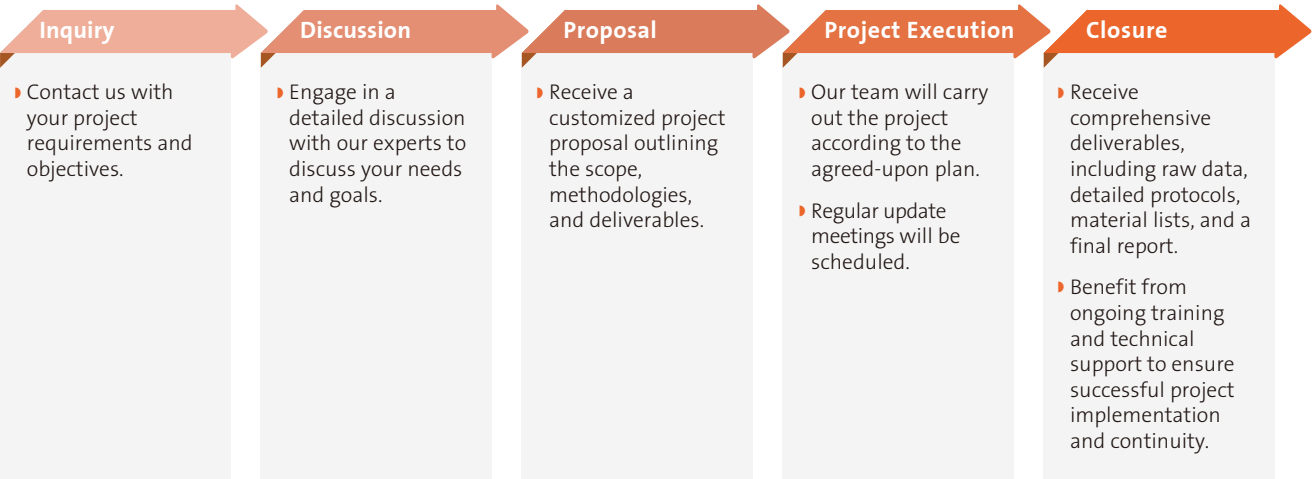 Inquiry
Contact us with
your project
requirements and
objectives.
Discussion
Engage in a
detailed discussion
with our experts to
discuss your needs
and goals.
Proposal
Receive a
customized project
proposal outlining
the scope,
methodologies,
and deliverables.
Project Execution
Our team will carry
out the project
according to the
agreed-upon plan.
Regular update
meetings will be
scheduled.
Closure
Receive
comprehensive
deliverables,
including raw data,
detailed protocols,
material lists, and a
final report.
Benefit from
ongoing training
and technical
support to ensure
successful project
implementation
and continuity.